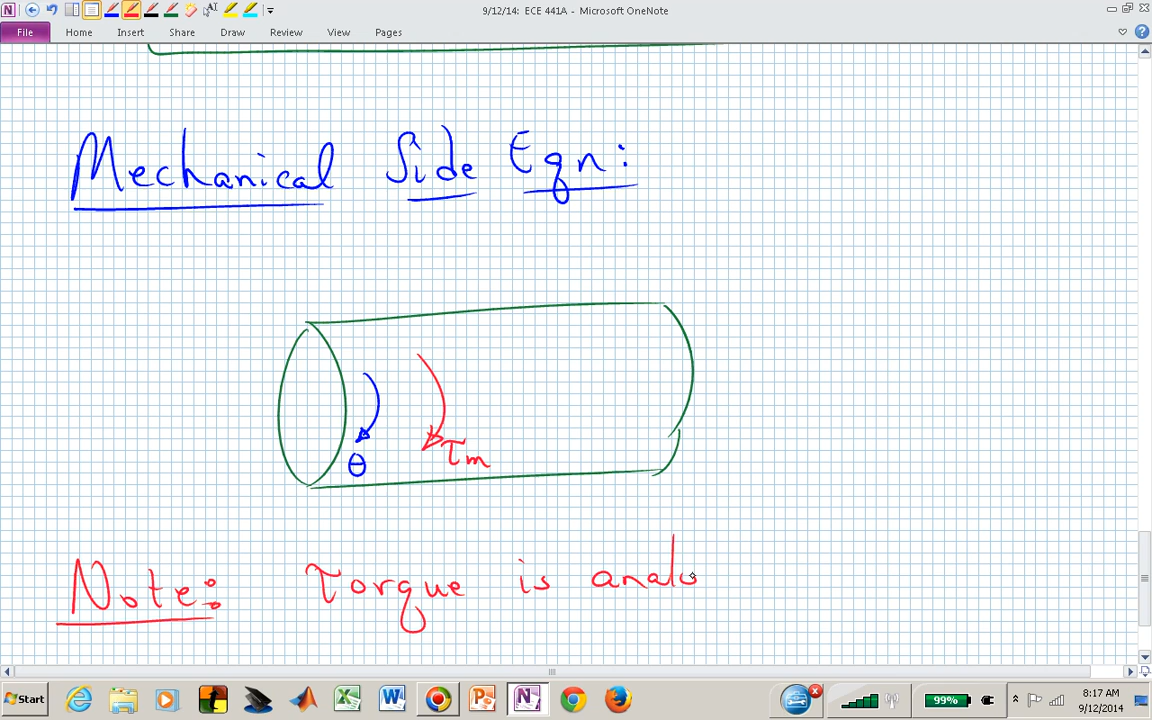 9/12/14: ECE 441A - Microsoft OneNote
File Home Insert Share Draw Review View Pages
Mechanical Side Eqn:
θ τm
Note: Torque is analo
Start
99%
8:17 AM
9/12/2014